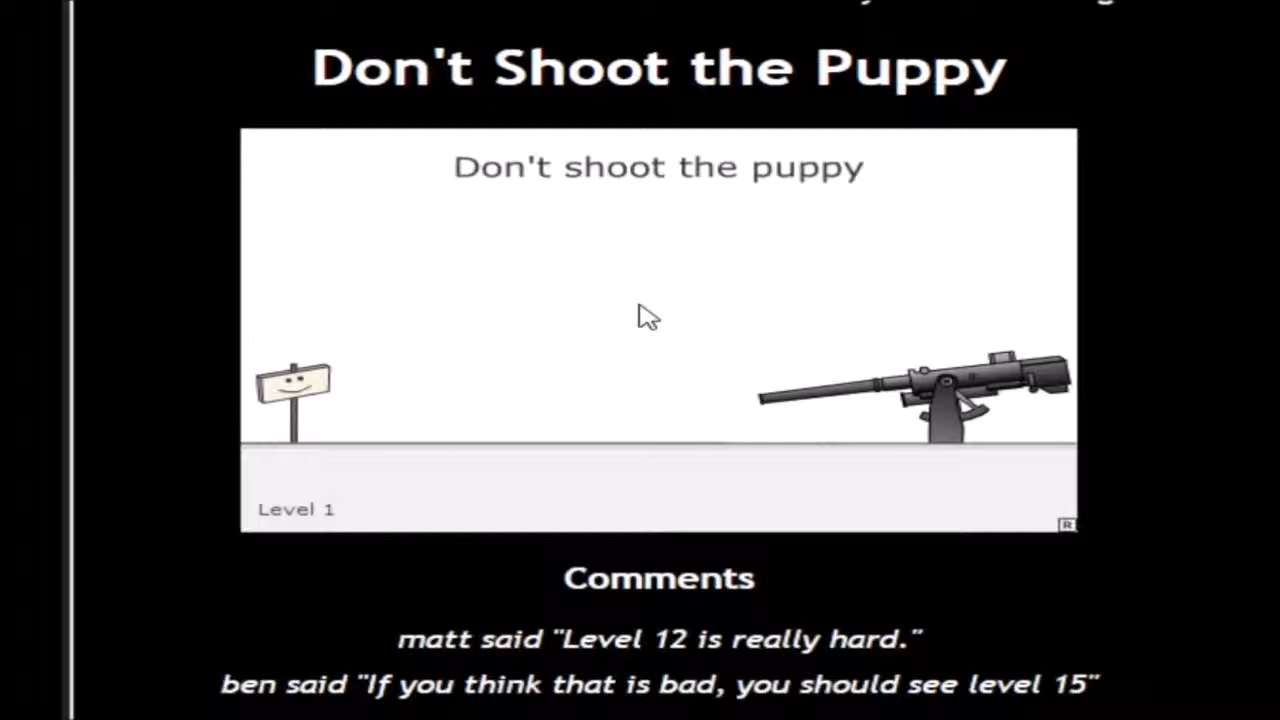 Don't Shoot the Puppy
Don't shoot the puppy
Level 1
R
Comments
matt said "Level 12 is really hard."
ben said "If you think that is bad, you should see level 15"